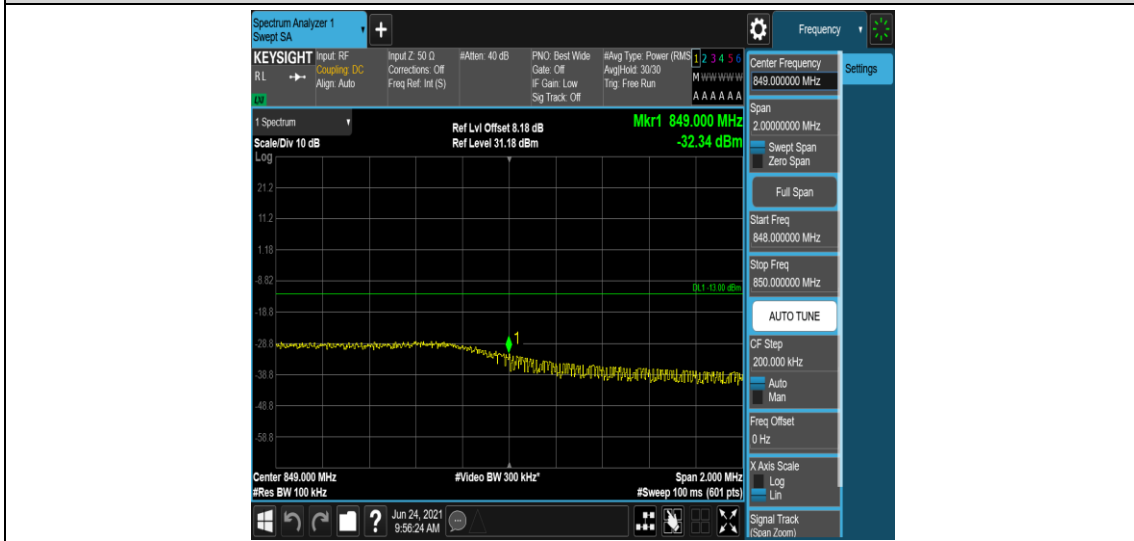 Spectrum Analyzer 1
Swept SA
+
Frequency
KEYSIGHT
RL
LXI
Input: RF
Coupling: DC
Align: Auto
Input Z: 50 Ω
Corrections: Off
Freq Ref: Int (S)
#Atten: 40 dB
PNO: Best Wide
Gate: Off
IF Gain: Low
Sig Track: Off
#Avg Type: Power (RMS
Avg|Hold: 30/30
Trig: Free Run
1 2 3 4 5 6
M W W W W W
A A A A A A
1 Spectrum
Scale/Div 10 dB
Log
Ref Lvl Offset 8.18 dB
Ref Level 31.18 dBm
Mkr1 849.000 MHz
-32.34 dBm
21.2
11.2
1.18
-8.82
DL1 -13.00 dBm
-18.8
-28.8
1
1
-38.8
-48.8
-58.8
Center 849.000 MHz
#Res BW 100 kHz
#Video BW 300 kHz*
Span 2.000 MHz
#Sweep 100 ms (601 pts)
?
Jun 24, 2021
9:56:24 AM
Center Frequency
849.000000 MHz
Settings
Span
2.00000000 MHz
Swept Span
Zero Span
Full Span
Start Freq
848.000000 MHz
Stop Freq
850.000000 MHz
AUTO TUNE
CF Step
200.000 kHz
Auto
Man
Freq Offset
0 Hz
X Axis Scale
Log
Lin
Signal Track
(Span Zoom)